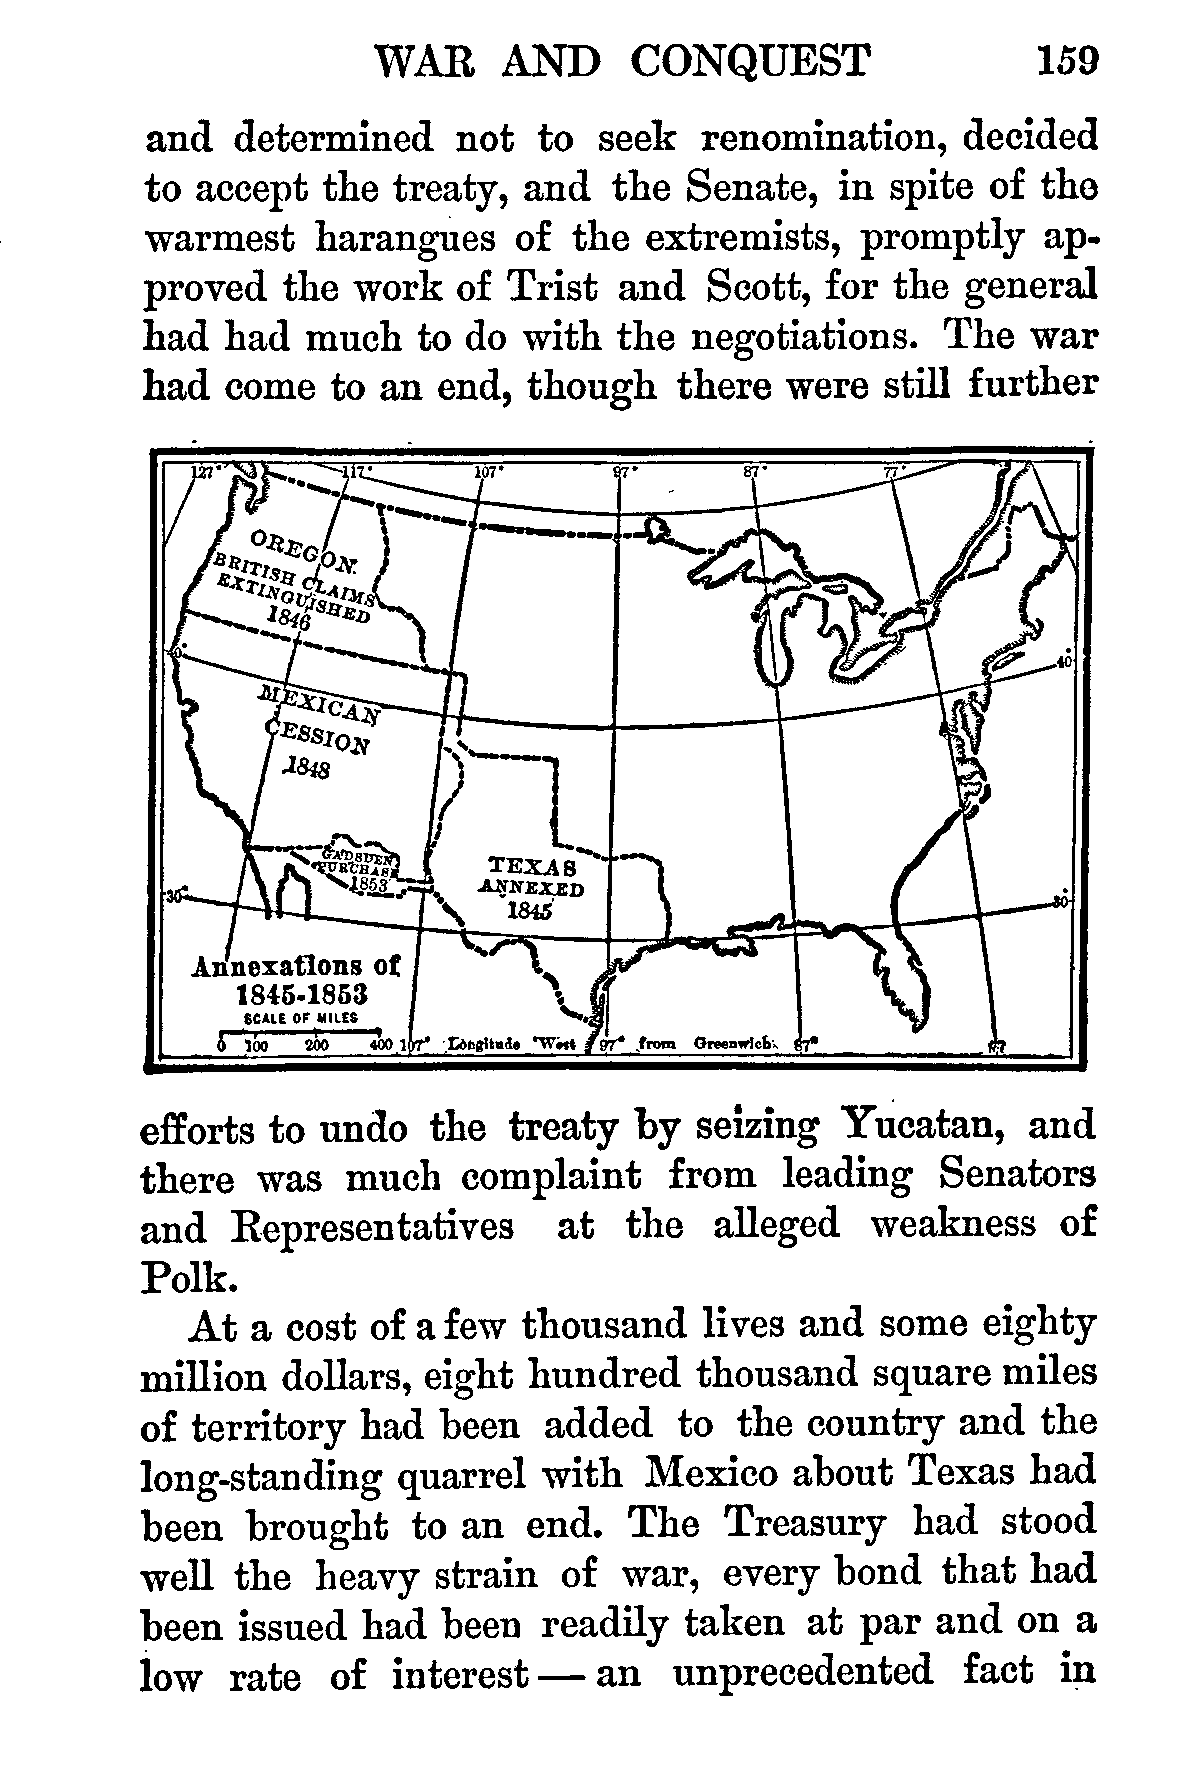 WAR AND CONQUEST 159
and determined not to seek renomination, decided
to accept the treaty, and the Senate, in spite of the
warmest harangues of the extremists, promptly ap-
proved the work of Trist and Scott, for the general
had had much to do with the negotiations. The war
had come to an end, though there were still further
127° 117° 107° 97° 87° 77°
OREGON.
BRITISH CLAIMS
EXTINGUISHED
1846
40° 40°
MEXICAN
CESSION
1848
GADSDEN
PURCHASE
1853
TEXAS
ANNEXED
1845
30° 30°
Annexations of
1845-1853
SCALE OF MILES
0 100 200 400 107° Longitude West 97° from Greenwich 87° 77
efforts to undo the treaty by seizing Yucatan, and
there was much complaint from leading Senators
and Representatives at the alleged weakness of
Polk.
At a cost of a few thousand lives and some eighty
million dollars, eight hundred thousand square miles
of territory had been added to the country and the
long-standing quarrel with Mexico about Texas had
been brought to an end. The Treasury had stood
well the heavy strain of war, every bond that had
been issued had been readily taken at par and on a
low rate of interest — an unprecedented fact in